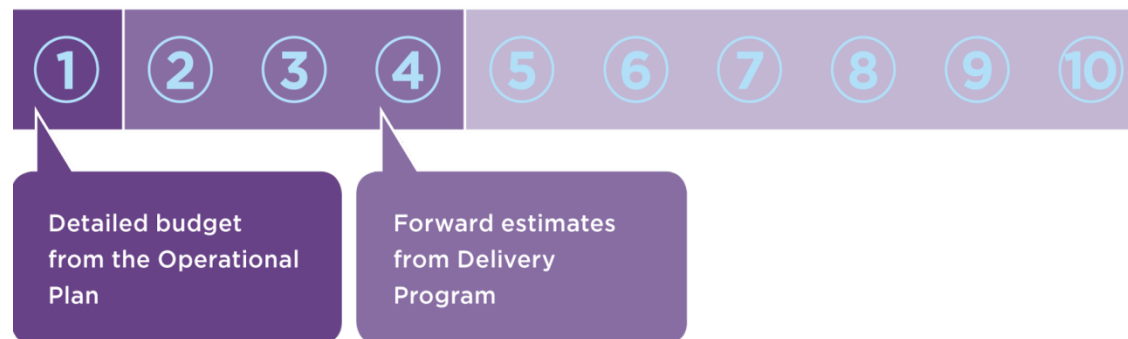 1 2 3 4 5 6 7 8 9 10
Detailed budget
from the Operational
Plan
Forward estimates
from Delivery
Program